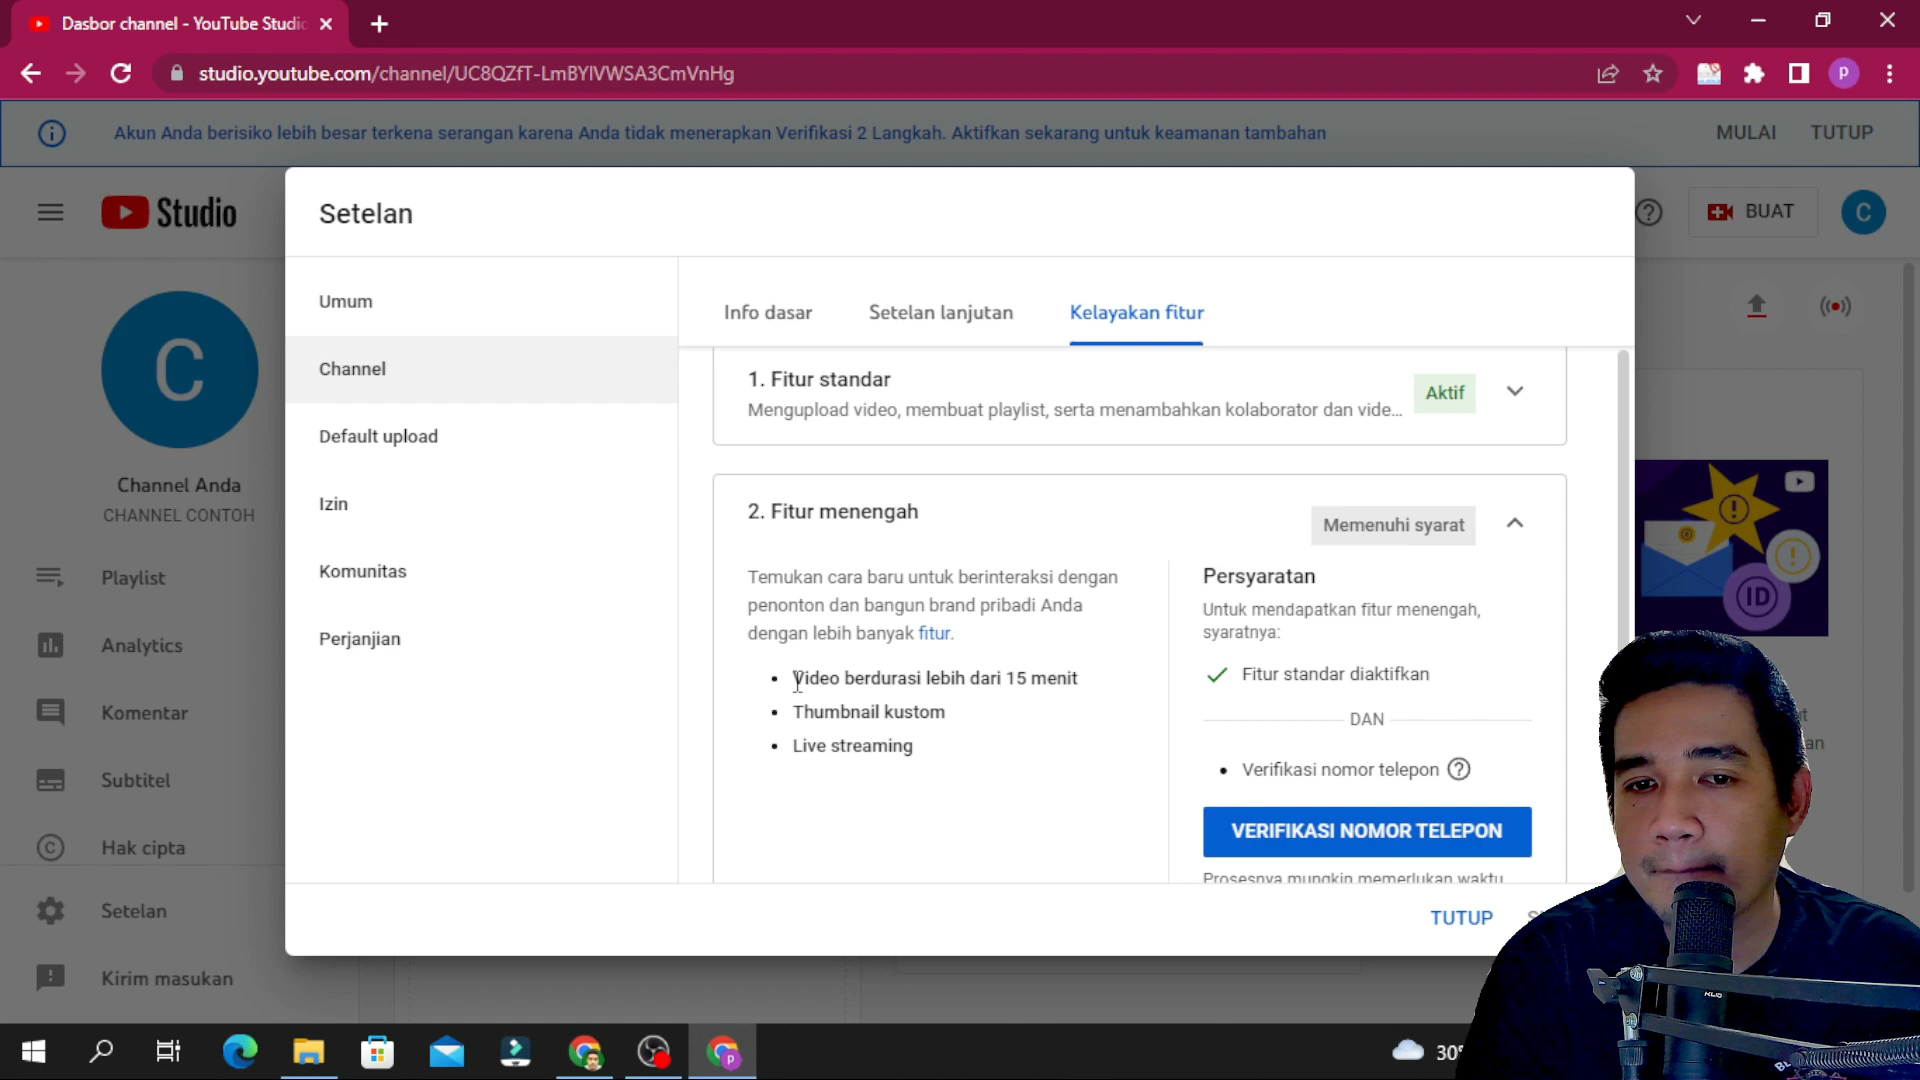 Dasbor channel - YouTube Studio
studio.youtube.com/channel/UC8QZfT-LmBYlVWSA3CmVnHg
P
Akun Anda berisiko lebih besar terkena serangan karena Anda tidak menerapkan Verifikasi 2 Langkah. Aktifkan sekarang untuk keamanan tambahan
MULAI
TUTUP
Studio
BUAT
C
Setelan
Umum
Channel
Default upload
Izin
Komunitas
Perjanjian
Info dasar
Setelan lanjutan
Kelayakan fitur
1. Fitur standar
Mengupload video, membuat playlist, serta menambahkan kolaborator dan vide...
Aktif
2. Fitur menengah
Memenuhi syarat
Temukan cara baru untuk berinteraksi dengan
penonton dan bangun brand pribadi Anda
dengan lebih banyak fitur.
• Video berdurasi lebih dari 15 menit
• Thumbnail kustom
• Live streaming
Persyaratan
Untuk mendapatkan fitur menengah,
syaratnya:
Fitur standar diaktifkan
DAN
• Verifikasi nomor telepon
VERIFIKASI NOMOR TELEPON
Prosesnya mungkin memerlukan waktu
TUTUP
C
Channel Anda
CHANNEL CONTOH
Playlist
Analytics
Komentar
Subtitel
Hak cipta
Setelan
Kirim masukan
ID
30°